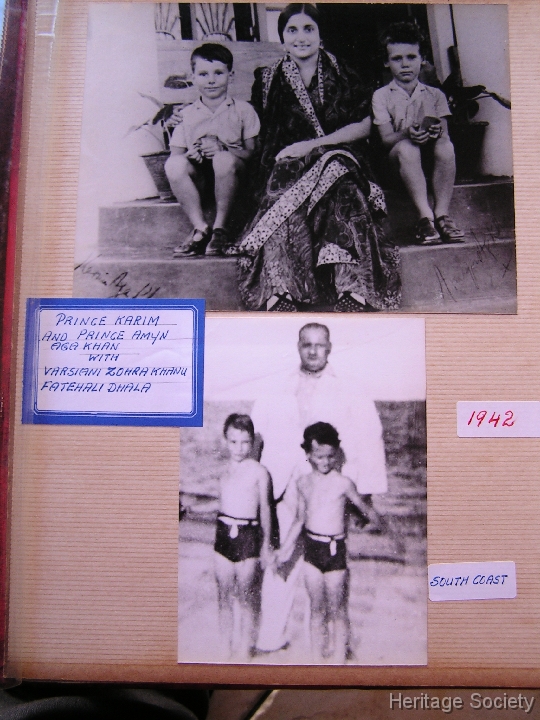 PRINCE KARIM
AND PRINCE AMYN
AGA KHAN
WITH
VARSIANI ZOHRA KHANU
FATEHALI DHALA
1942
SOUTH COAST
Heritage Society